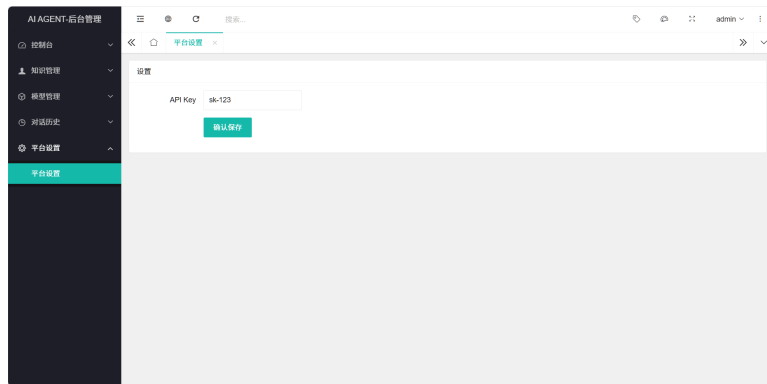 AI AGENT-后台管理
搜索...
admin
控制台
平台设置
知识管理
设置
模型管理
API Key
sk-123
对话历史
确认保存
平台设置
平台设置